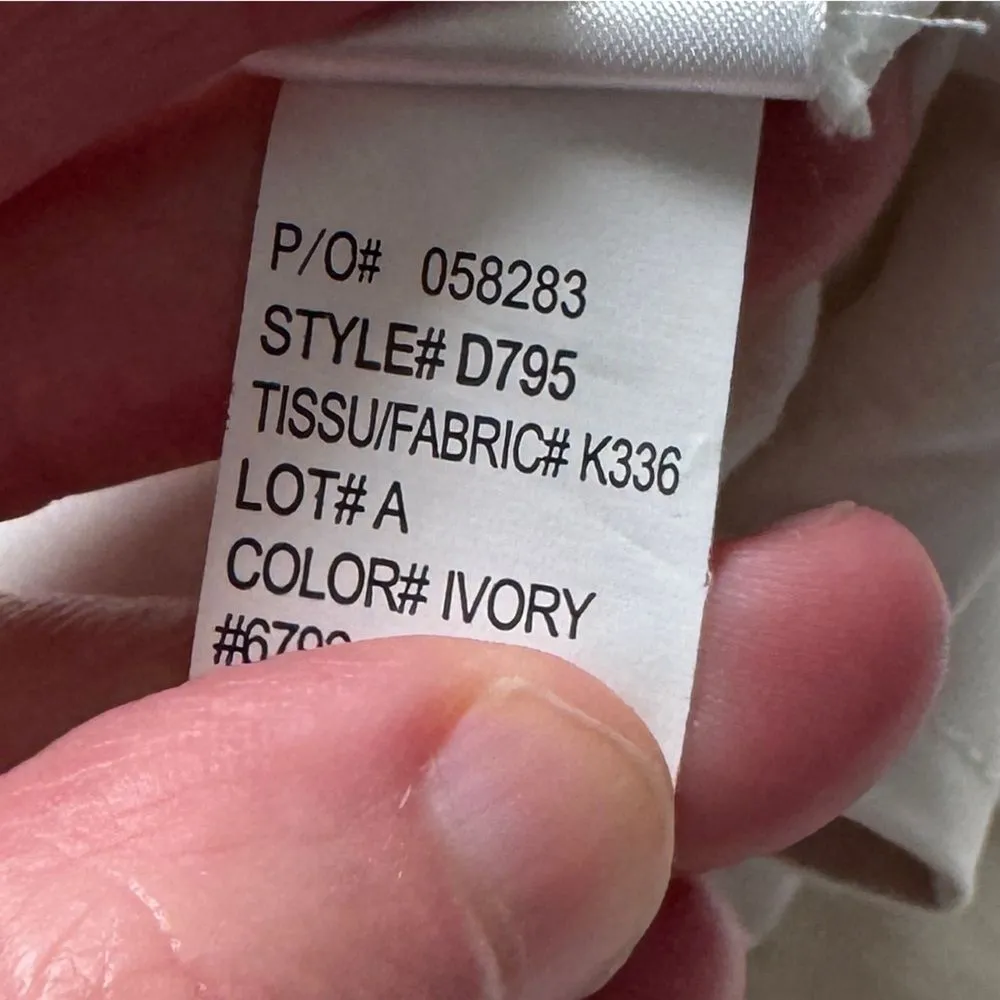 P/O# 058283
STYLE# D795
TISSU/FABRIC# K336
LOT# A
COLOR# IVORY